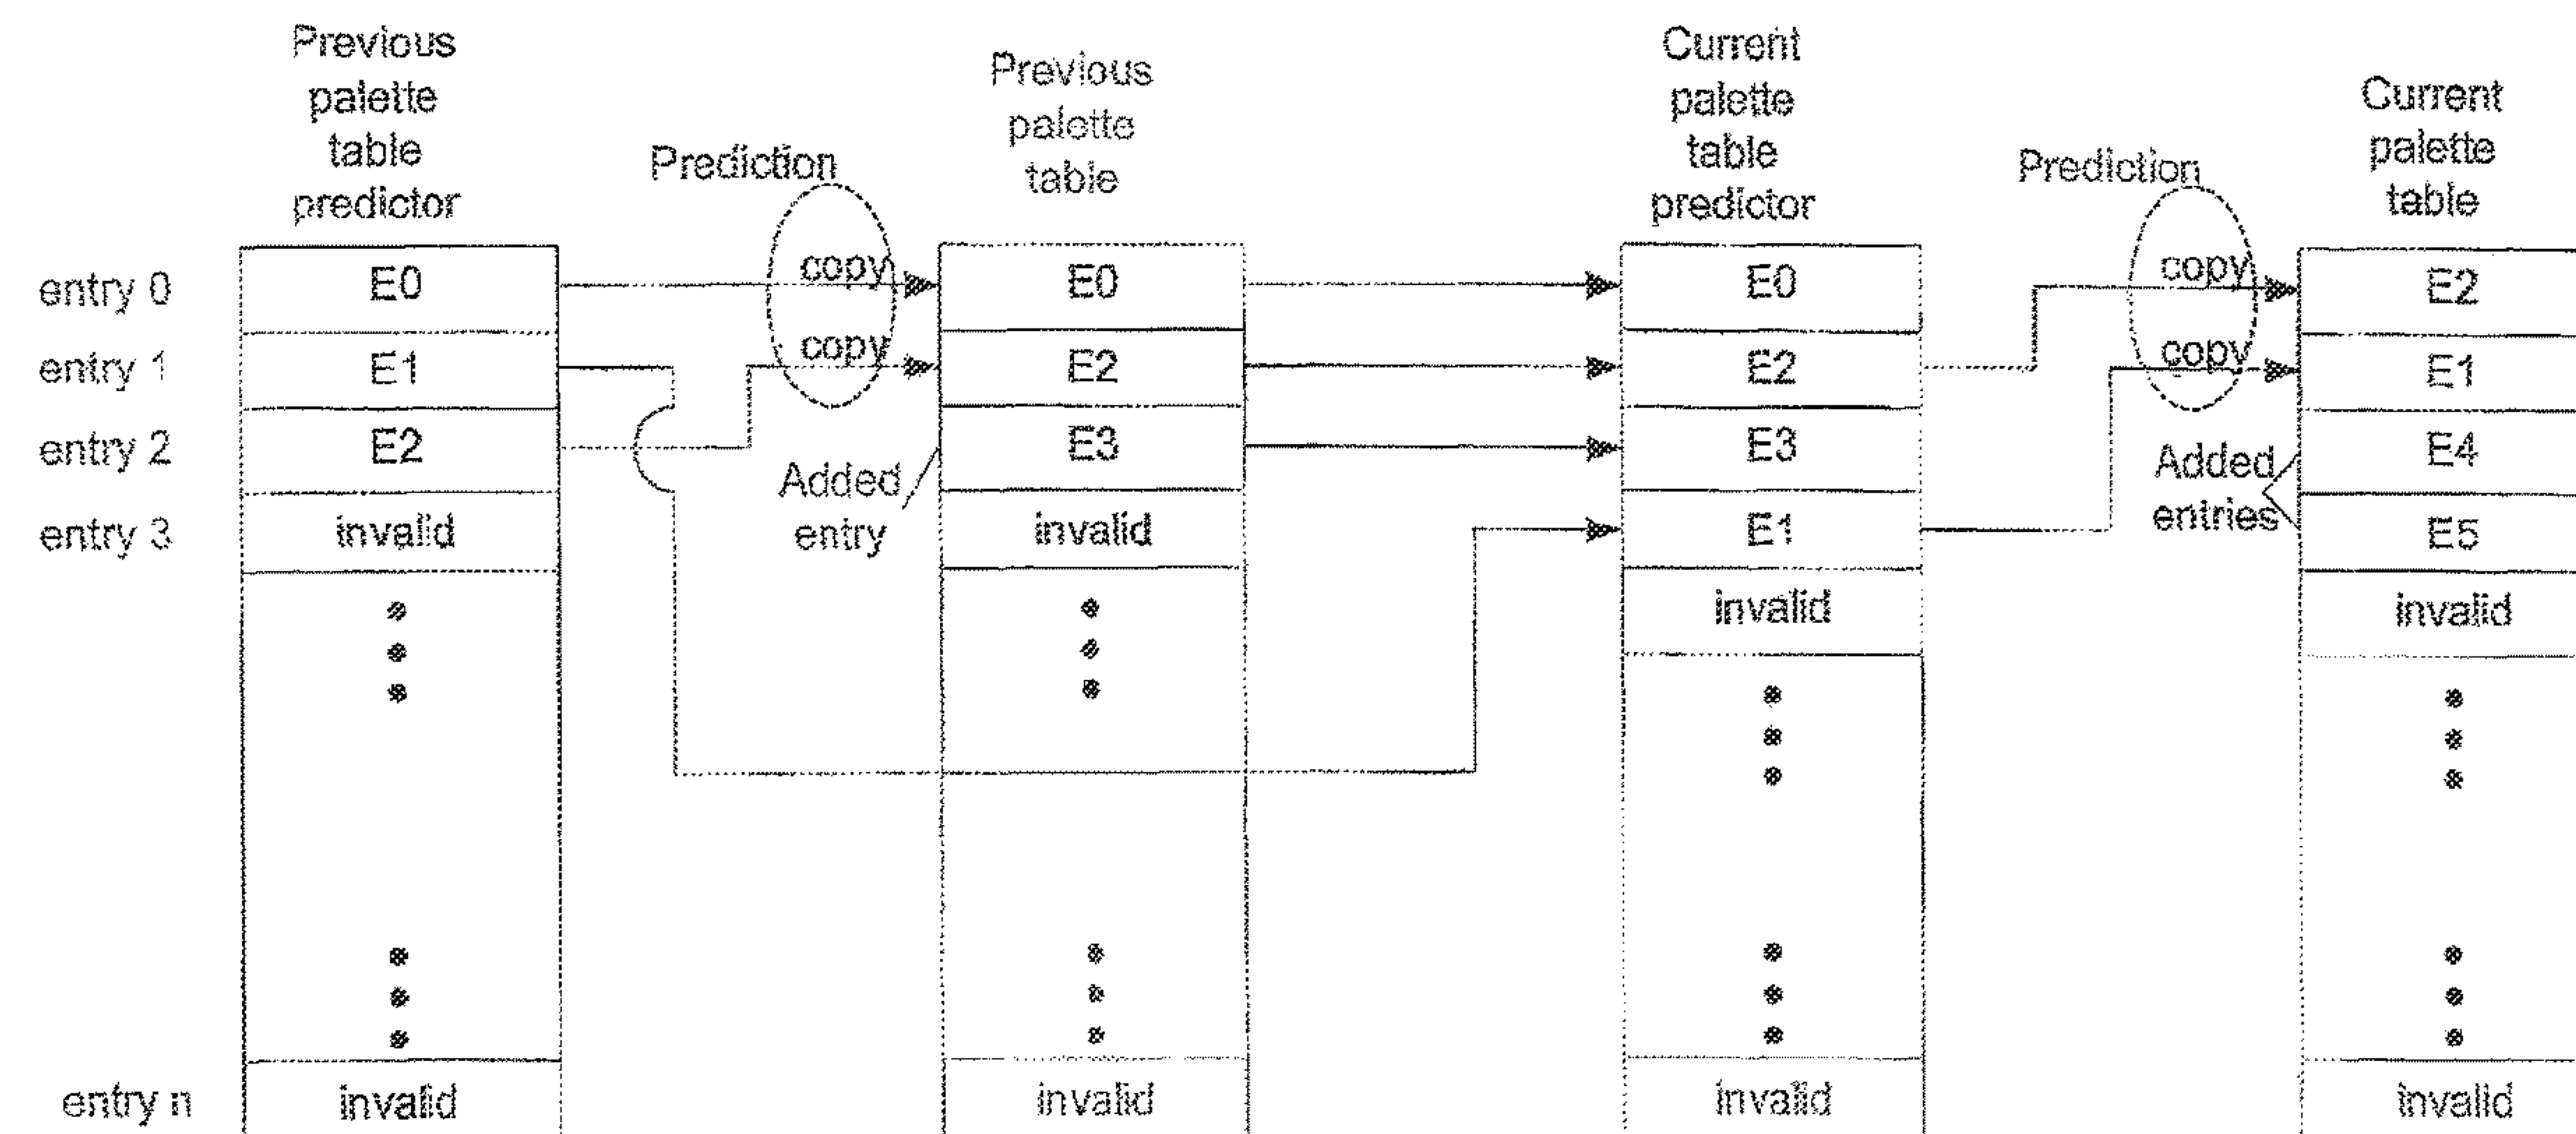 Previous
palette
table
predictor
Prediction
Previous
palette
table
Current
palette
table
predictor
Prediction
Current
palette
table
entry 0
E0
copy
E0
E0
copy
E2
entry 1
E1
copy
E2
E2
copy
E1
entry 2
E2
Added
entry
E3
E3
Added
entries
E4
entry 3
invalid
invalid
E1
E5
invalid
invalid
entry n
invalid
invalid
invalid
invalid